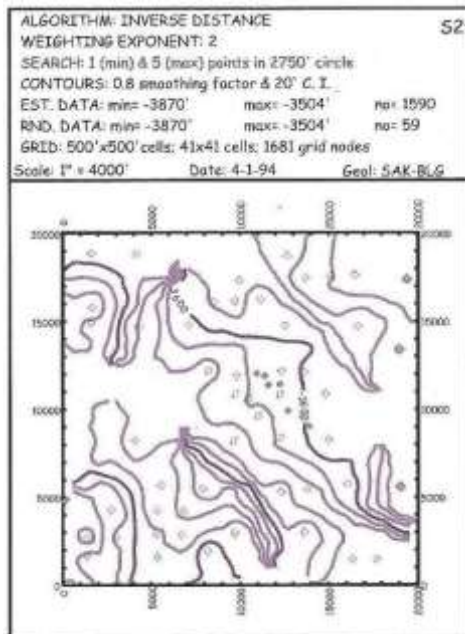 ALGORITHM: INVERSE DISTANCE S2
WEIGHTING EXPONENT: 2
SEARCH: 1 (min) & 5 (max) points in 2750' circle
CONTOURS: 0.8 smoothing factor & 20' C. I.
EST. DATA: min= -3870' max= -3504' no= 1590
RND. DATA: min= -3870' max= -3504' no= 59
GRID: 500'x500'cells; 41x41 cells; 1681 grid nodes
Scale: 1" = 4000' Date: 4-1-94 Geol: SAK-BLG
0 5000 10000 15000 20000
20000 20000
15000 15000
10000 10000
5000 5000
0 0
0 5000 10000 15000 20000